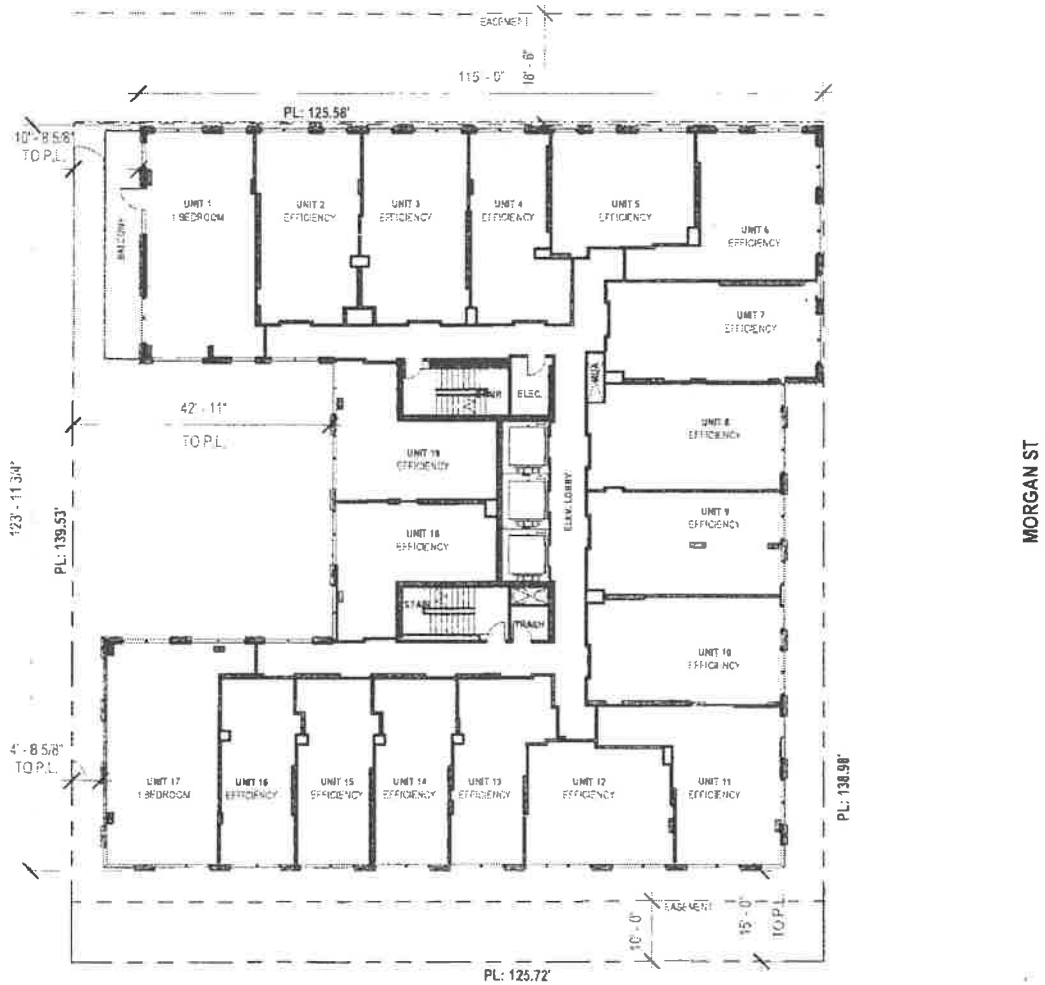 EASEMENT
18' - 6"
115' - 0"
PL: 125.58'
10' - 8 5/8"
TO P.L.
BALCONY
UNIT 1
1 BEDROOM
UNIT 2
EFFICIENCY
UNIT 3
EFFICIENCY
UNIT 4
EFFICIENCY
UNIT 5
EFFICIENCY
UNIT 6
EFFICIENCY
UNIT 7
EFFICIENCY
STAIR
ELEC.
MUA
42' - 11"
TO P.L.
UNIT 8
EFFICIENCY
UNIT 19
EFFICIENCY
ELEV. LOBBY
UNIT 9
EFFICIENCY
MORGAN ST
123' - 11 3/4"
PL: 139.53'
UNIT 18
EFFICIENCY
STAIR
TRASH
UNIT 10
EFFICIENCY
4' - 8 5/8"
TO P.L.
UNIT 17
1 BEDROOM
UNIT 16
EFFICIENCY
UNIT 15
EFFICIENCY
UNIT 14
EFFICIENCY
UNIT 13
EFFICIENCY
UNIT 12
EFFICIENCY
UNIT 11
EFFICIENCY
PL: 138.98'
10' - 0"
EASEMENT
15' - 0"
TO P.L.
PL: 125.72'